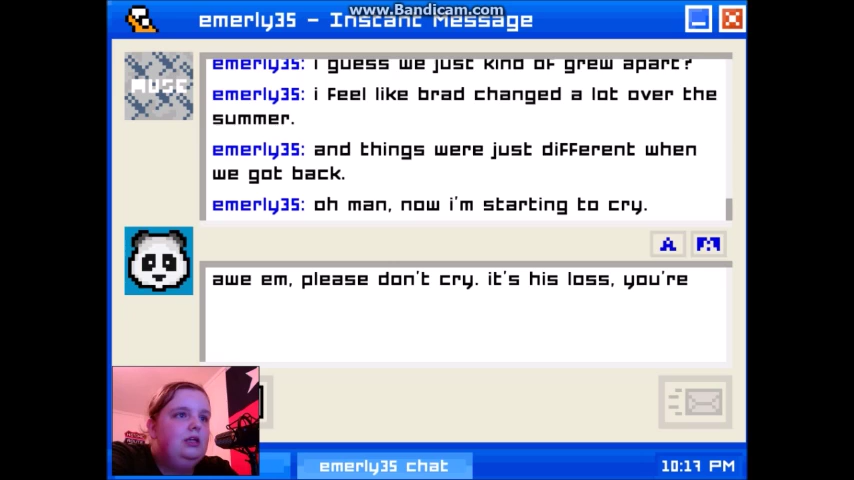 www.Bandicam.com
emerly35 - Instant Message
MUSE
emerly35: i guess we just kind of grew apart?
emerly35: i feel like brad changed a lot over the
summer.
emerly35: and things were just different when
we got back.
emerly35: oh man, now i'm starting to cry.
A
awe em, please don't cry. it's his loss, you're
emerly35 chat
10:17 PM